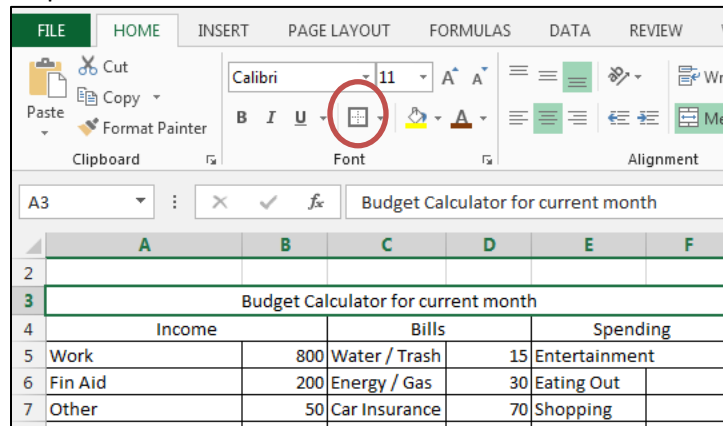 FILE HOME INSERT PAGE LAYOUT FORMULAS DATA REVIEW
Cut
Calibri 11 A A Wr
Copy
Paste
Format Painter
B I U A Me
Clipboard Font Alignment
A3 fx Budget Calculator for current month
A B C D E F
2
3 Budget Calculator for current month
4 Income Bills Spending
5 Work 800 Water / Trash 15 Entertainment
6 Fin Aid 200 Energy / Gas 30 Eating Out
7 Other 50 Car Insurance 70 Shopping